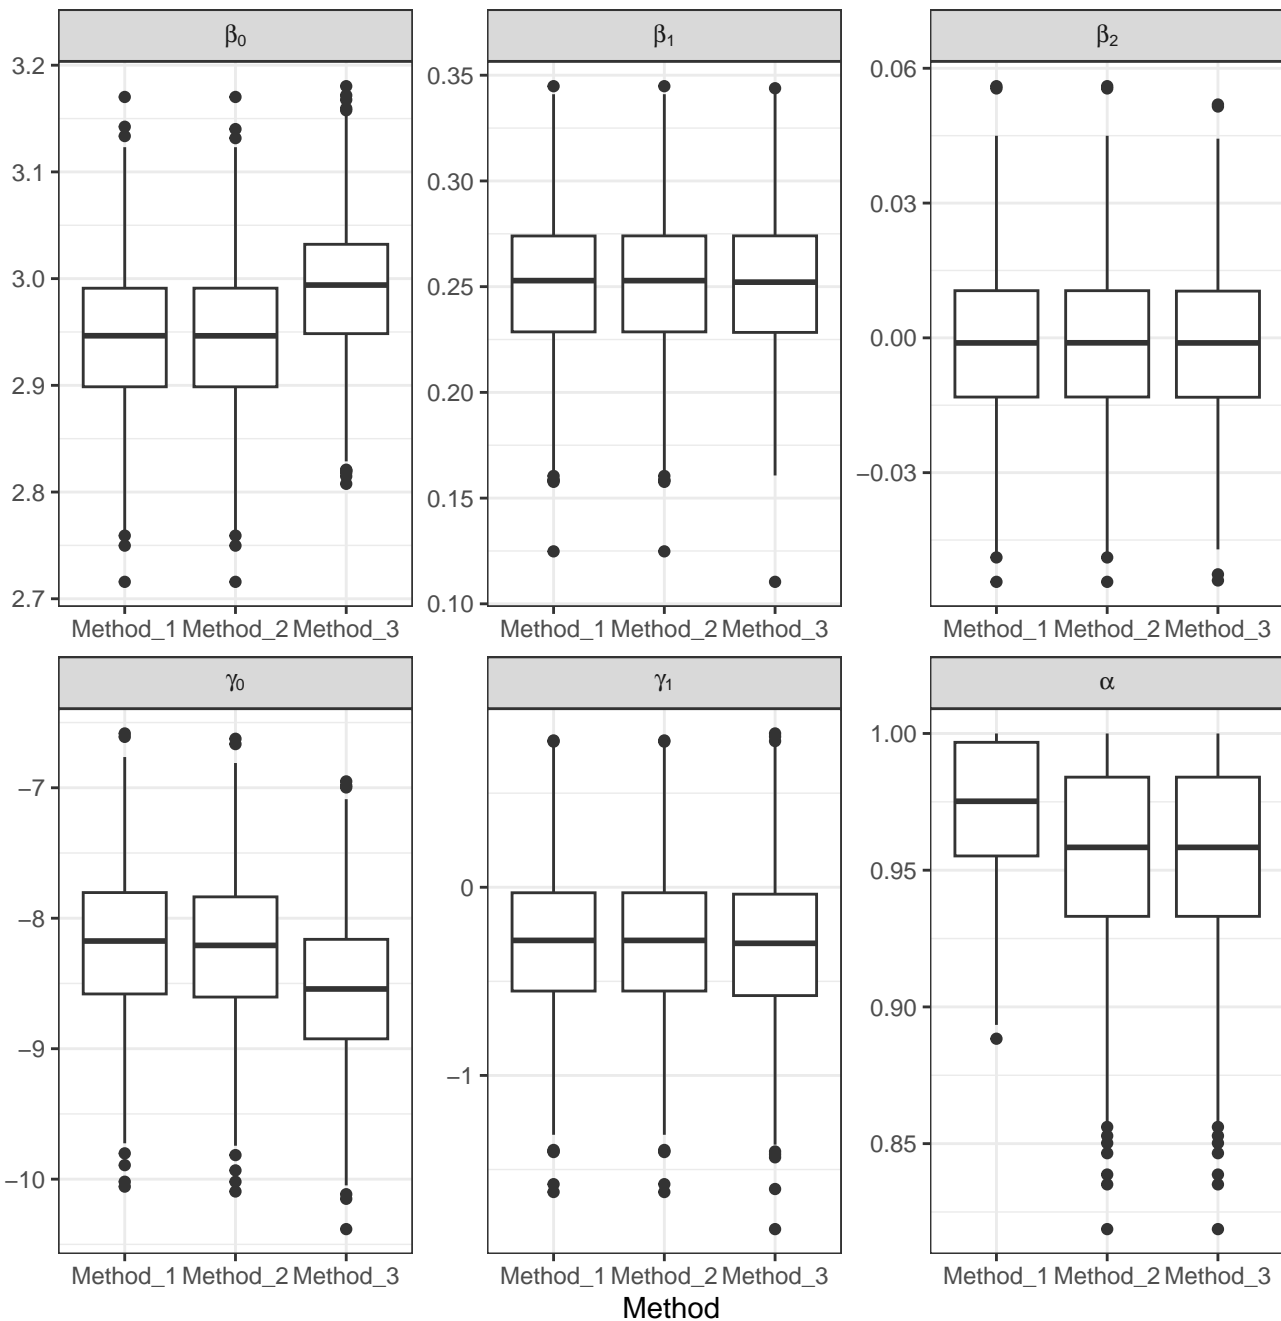 β₀ β₁ β₂
3.2 0.35 0.06
3.1 0.30 0.03
3.0 0.25 0.00
2.9 0.20 −0.03
2.8 0.15
2.7 0.10
Method_1 Method_2 Method_3 Method_1 Method_2 Method_3 Method_1 Method_2 Method_3
γ₀ γ₁ α
−7 0 1.00
−8 −1 0.95
−9 0.90
−10 0.85
Method_1 Method_2 Method_3 Method_1 Method_2 Method_3 Method_1 Method_2 Method_3
Method